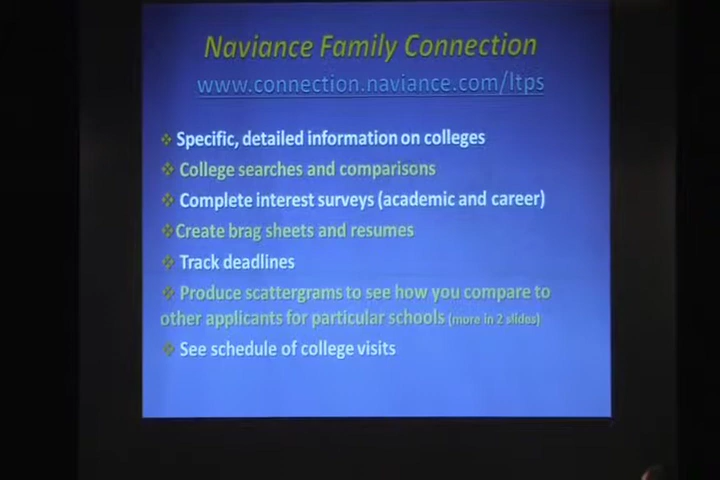 Naviance Family Connection
www.connection.naviance.com/ltps
Specific, detailed information on colleges
College searches and comparisons
Complete interest surveys (academic and career)
Create brag sheets and resumes
Track deadlines
Produce scattergrams to see how you compare to
other applicants for particular schools (more in 2 slides)
See schedule of college visits